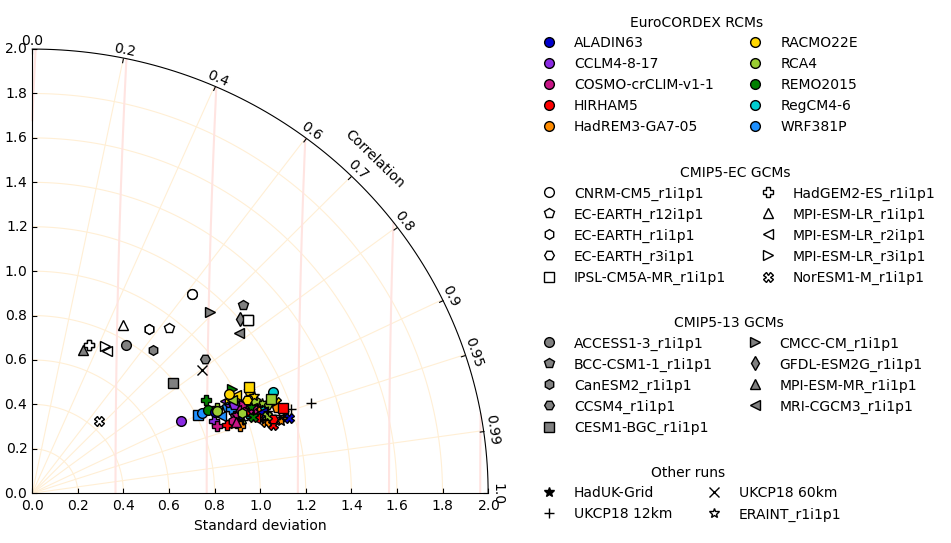 EuroCORDEX RCMs
ALADIN63 RACMO22E
CCLM4-8-17 RCA4
COSMO-crCLIM-v1-1 REMO2015
HIRHAM5 RegCM4-6
HadREM3-GA7-05 WRF381P
CMIP5-EC GCMs
CNRM-CM5_r1i1p1 HadGEM2-ES_r1i1p1
EC-EARTH_r12i1p1 MPI-ESM-LR_r1i1p1
EC-EARTH_r1i1p1 MPI-ESM-LR_r2i1p1
EC-EARTH_r3i1p1 MPI-ESM-LR_r3i1p1
IPSL-CM5A-MR_r1i1p1 NorESM1-M_r1i1p1
CMIP5-13 GCMs
ACCESS1-3_r1i1p1 CMCC-CM_r1i1p1
BCC-CSM1-1_r1i1p1 GFDL-ESM2G_r1i1p1
CanESM2_r1i1p1 MPI-ESM-MR_r1i1p1
CCSM4_r1i1p1 MRI-CGCM3_r1i1p1
CESM1-BGC_r1i1p1
Other runs
HadUK-Grid UKCP18 60km
UKCP18 12km ERAINT_r1i1p1
0.0
0.2
0.4
0.6
Correlation
0.7
0.8
0.9
0.95
0.99
1.0
2.0
1.8
1.6
1.4
1.2
1.0
0.8
0.6
0.4
0.2
0.0
0.0 0.2 0.4 0.6 0.8 1.0 1.2 1.4 1.6 1.8 2.0
Standard deviation